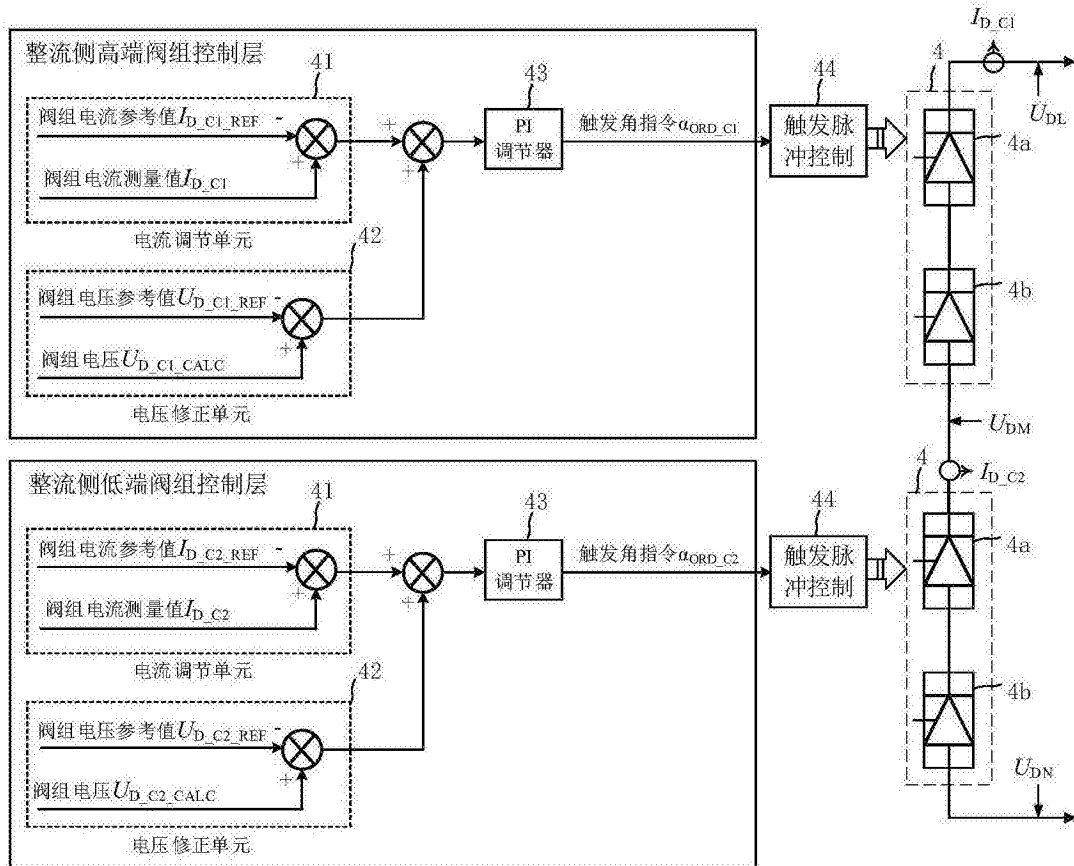 整流侧高端阀组控制层
41
阀组电流参考值I_D_C1_REF -
+
阀组电流测量值I_D_C1
电流调节单元
42
阀组电压参考值U_D_C1_REF -
+
阀组电压U_D_C1_CALC
电压修正单元
+
+
43
PI
调节器
触发角指令α_ORD_C1
44
触发脉
冲控制
I_D_C1
4
U_DL
4a
4b
U_DM
整流侧低端阀组控制层
41
阀组电流参考值I_D_C2_REF -
+
阀组电流测量值I_D_C2
电流调节单元
42
阀组电压参考值U_D_C2_REF -
+
阀组电压U_D_C2_CALC
电压修正单元
+
+
43
PI
调节器
触发角指令α_ORD_C2
44
触发脉
冲控制
4
I_D_C2
4a
4b
U_DN